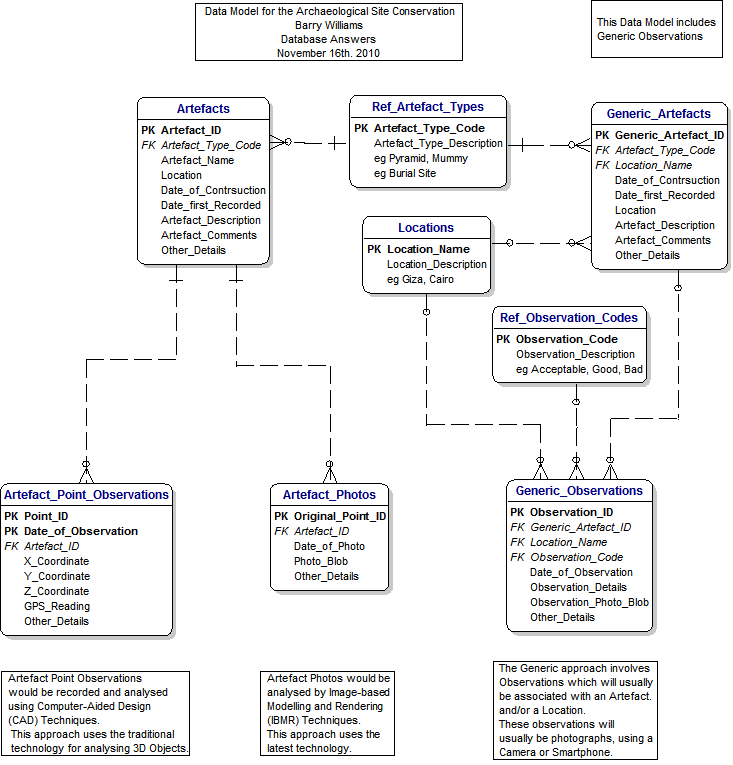 Data Model for the Archaeological Site Conservation
Barry Williams
Database Answers
November 16th. 2010
This Data Model includes
Generic Observations
Artefacts
PK Artefact_ID
FK Artefact_Type_Code
Artefact_Name
Location
Date_of_Contrsuction
Date_first_Recorded
Artefact_Description
Artefact_Comments
Other_Details
Ref_Artefact_Types
PK Artefact_Type_Code
Artefact_Type_Description
eg Pyramid, Mummy
eg Burial Site
Generic_Artefacts
PK Generic_Artefact_ID
FK Artefact_Type_Code
FK Location_Name
Date_of_Contrsuction
Date_first_Recorded
Location
Artefact_Description
Artefact_Comments
Other_Details
Locations
PK Location_Name
Location_Description
eg Giza, Cairo
Ref_Observation_Codes
PK Observation_Code
Observation_Description
eg Acceptable, Good, Bad
Artefact_Point_Observations
PK Point_ID
PK Date_of_Observation
FK Artefact_ID
X_Coordinate
Y_Coordinate
Z_Coordinate
GPS_Reading
Other_Details
Artefact_Photos
PK Original_Point_ID
FK Artefact_ID
Date_of_Photo
Photo_Blob
Other_Details
Generic_Observations
PK Observation_ID
FK Generic_Artefact_ID
FK Location_Name
FK Observation_Code
Date_of_Observation
Observation_Details
Observation_Photo_Blob
Other_Details
Artefact Point Observations
would be recorded and analysed
using Computer-Aided Design
(CAD) Techniques.
This approach uses the traditional
technology for analysing 3D Objects.
Artefact Photos would be
analysed by Image-based
Modelling and Rendering
(IBMR) Techniques.
This approach uses the
latest technology.
The Generic approach involves
Observations which will usually
be associated with an Artefact.
and/or a Location.
These observations will
usually be photographs, using a
Camera or Smartphone.